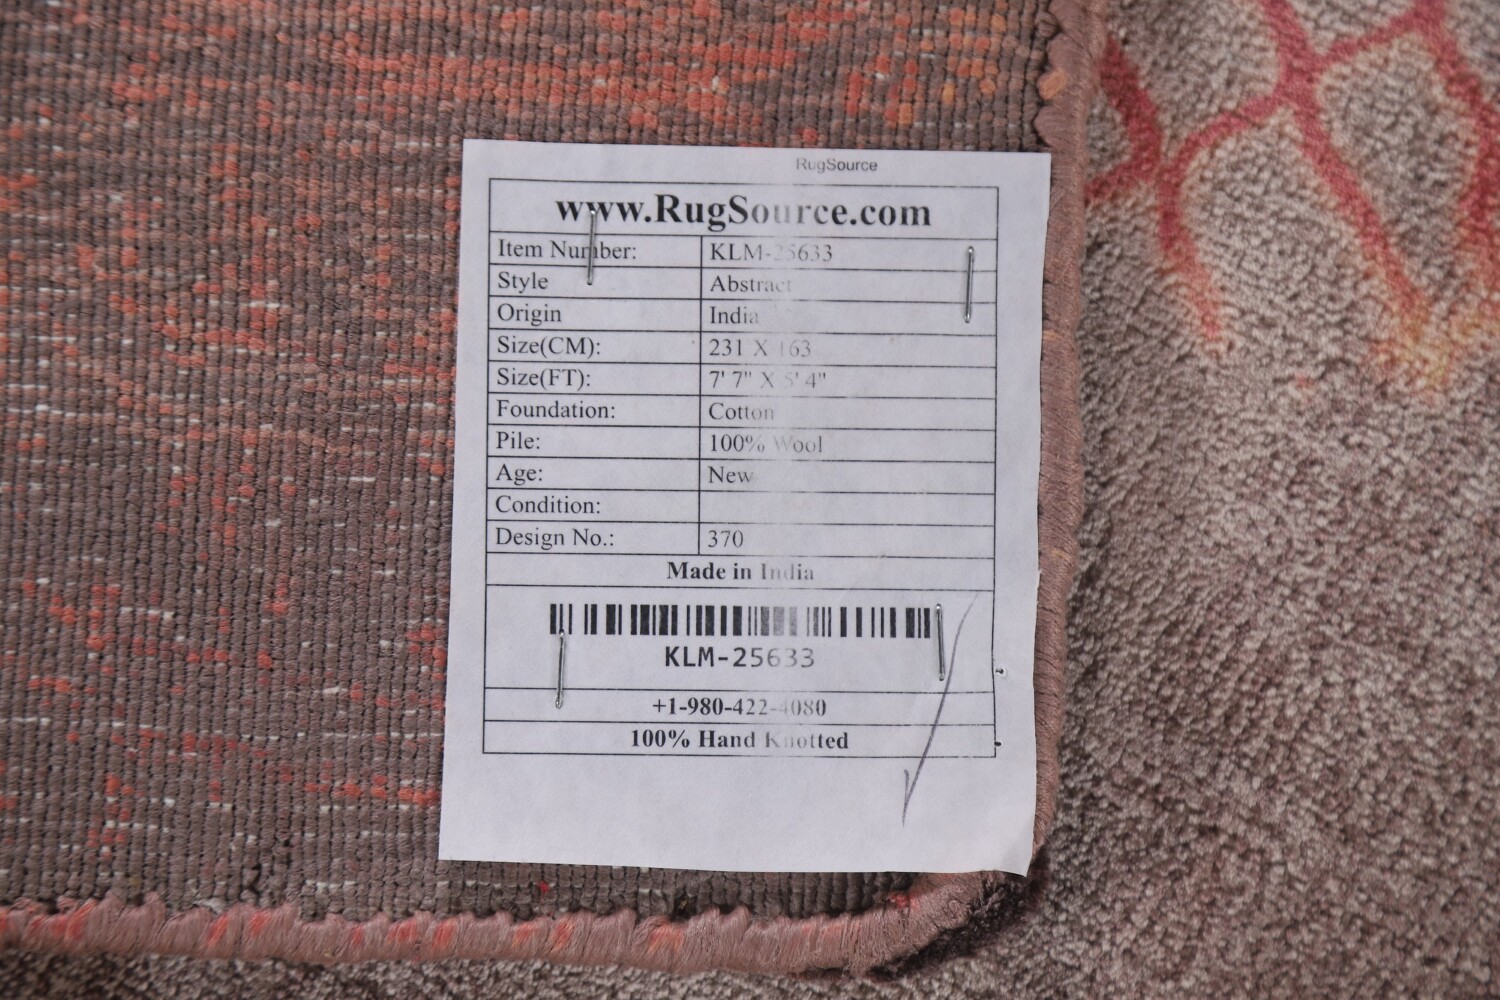 RugSource
www.RugSource.com
Item Number: KLM-25633
Style Abstract
Origin India
Size(CM): 231 X 163
Size(FT): 7' 7" X 5' 4"
Foundation: Cotton
Pile: 100% Wool
Age: New
Condition:
Design No.: 370
Made in India
KLM-25633
+1-980-422-4080
100% Hand Knotted